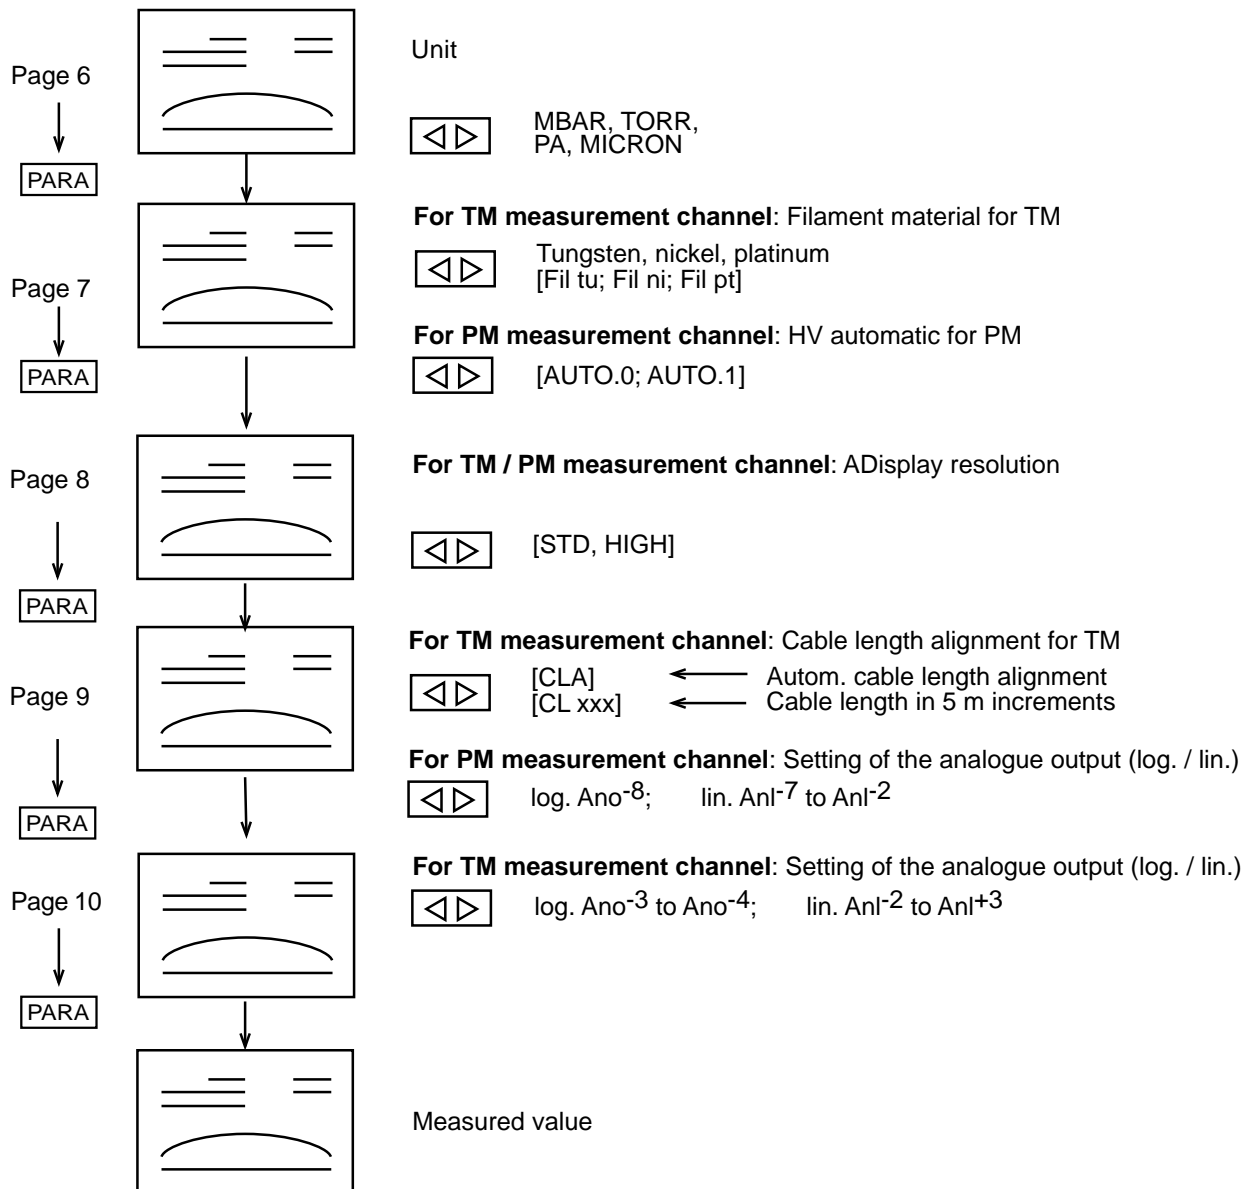 Unit
Page 6
MBAR, TORR,
PA, MICRON
PARA
For TM measurement channel: Filament material for TM
Tungsten, nickel, platinum
[Fil tu; Fil ni; Fil pt]
Page 7
For PM measurement channel: HV automatic for PM
PARA
[AUTO.0; AUTO.1]
For TM / PM measurement channel: ADisplay resolution
Page 8
[STD, HIGH]
PARA
For TM measurement channel: Cable length alignment for TM
[CLA] Autom. cable length alignment
[CL xxx] Cable length in 5 m increments
Page 9
For PM measurement channel: Setting of the analogue output (log. / lin.)
log. Ano-8; lin. Anl-7 to Anl-2
PARA
For TM measurement channel: Setting of the analogue output (log. / lin.)
Page 10
log. Ano-3 to Ano-4; lin. Anl-2 to Anl+3
PARA
Measured value